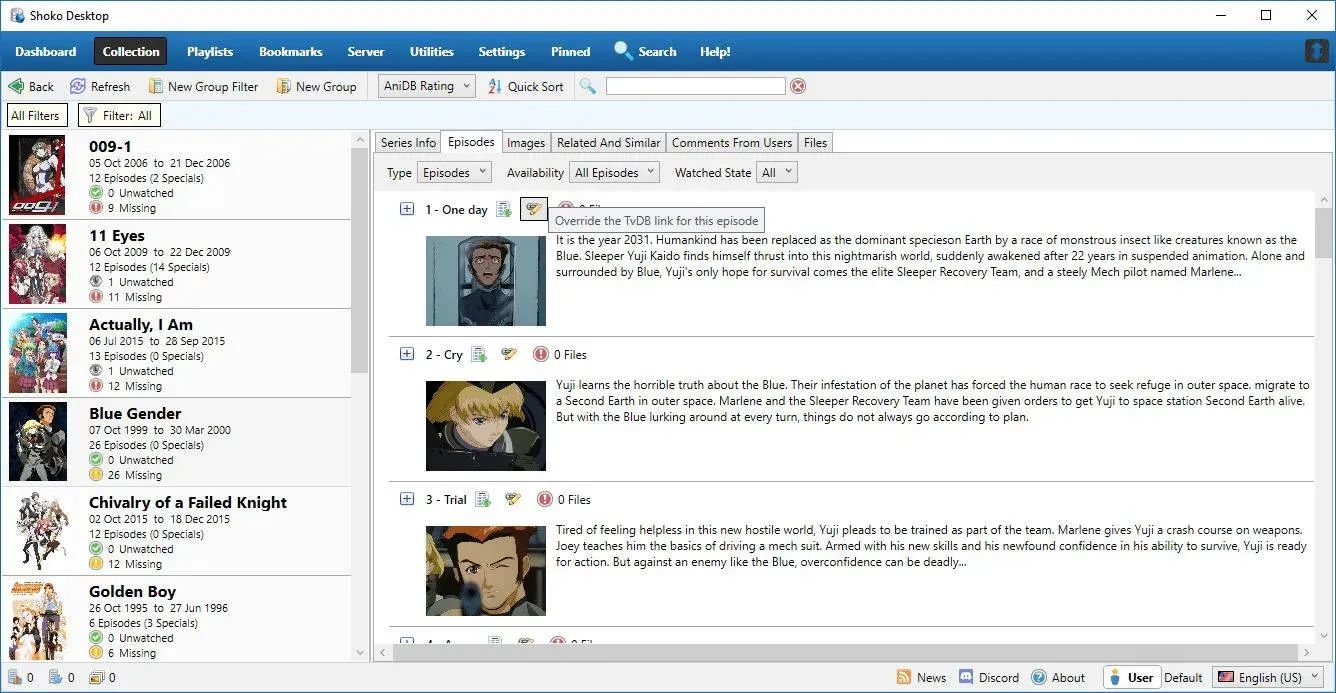 Shoko Desktop
Dashboard Collection Playlists Bookmarks Server Utilities Settings Pinned Search Help!
Back Refresh New Group Filter New Group AniDB Rating Quick Sort
All Filters Filter: All
009-1
05 Oct 2006 to 21 Dec 2006
12 Episodes (2 Specials)
0 Unwatched
9 Missing
11 Eyes
06 Oct 2009 to 22 Dec 2009
12 Episodes (14 Specials)
1 Unwatched
11 Missing
Actually, I Am
06 Jul 2015 to 28 Sep 2015
13 Episodes (0 Specials)
1 Unwatched
12 Missing
Blue Gender
07 Oct 1999 to 30 Mar 2000
26 Episodes (0 Specials)
0 Unwatched
26 Missing
Chivalry of a Failed Knight
02 Oct 2015 to 18 Dec 2015
12 Episodes (0 Specials)
0 Unwatched
12 Missing
Golden Boy
26 Oct 1995 to 27 Jun 1996
6 Episodes (3 Specials)
0 Unwatched
6 Missing
Series Info Episodes Images Related And Similar Comments From Users Files
Type Episodes Availability All Episodes Watched State All
1 - One day
Override the TvDB link for this episode
It is the year 2031. Humankind has been replaced as the dominant specieson Earth by a race of monstrous insect like creatures known as the
Blue. Sleeper Yuji Kaido finds himself thrust into this nightmarish world, suddenly awakened after 22 years in suspended animation. Alone and
surrounded by Blue, Yuji's only hope for survival comes the elite Sleeper Recovery Team, and a steely Mech pilot named Marlene...
2 - Cry 0 Files
Yuji learns the horrible truth about the Blue. Their infestation of the planet has forced the human race to seek refuge in outer space. migrate to
a Second Earth in outer space. Marlene and the Sleeper Recovery Team have been given orders to get Yuji to space station Second Earth alive.
But with the Blue lurking around at every turn, things do not always go according to plan.
3 - Trial 0 Files
Tired of feeling helpless in this new hostile world, Yuji pleads to be trained as part of the team. Marlene gives Yuji a crash course on weapons.
Joey teaches him the basics of driving a mech suit. Armed with his new skills and his newfound confidence in his ability to survive, Yuji is ready
for action. But against an enemy like the Blue, overconfidence can be deadly...
0 0 0 News Discord About User Default English (US)